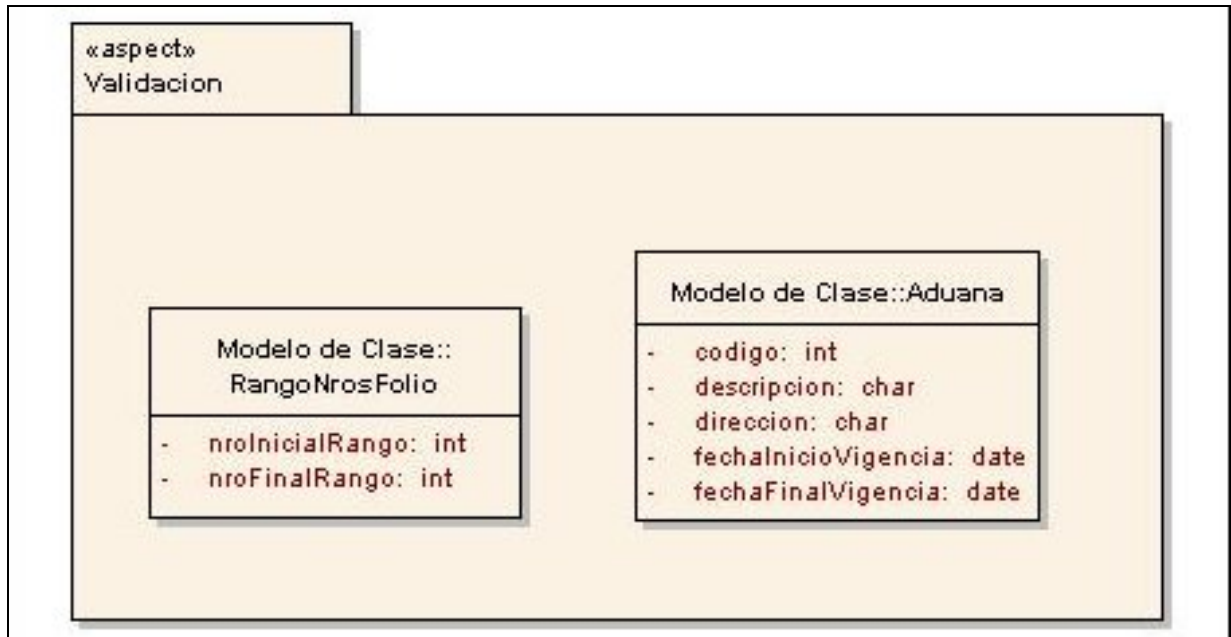 «aspect»
Validacion
Modelo de Clase::
RangoNrosFolio
- nroInicialRango: int
- nroFinalRango: int
Modelo de Clase::Aduana
- codigo: int
- descripcion: char
- direccion: char
- fechaInicioVigencia: date
- fechaFinalVigencia: date